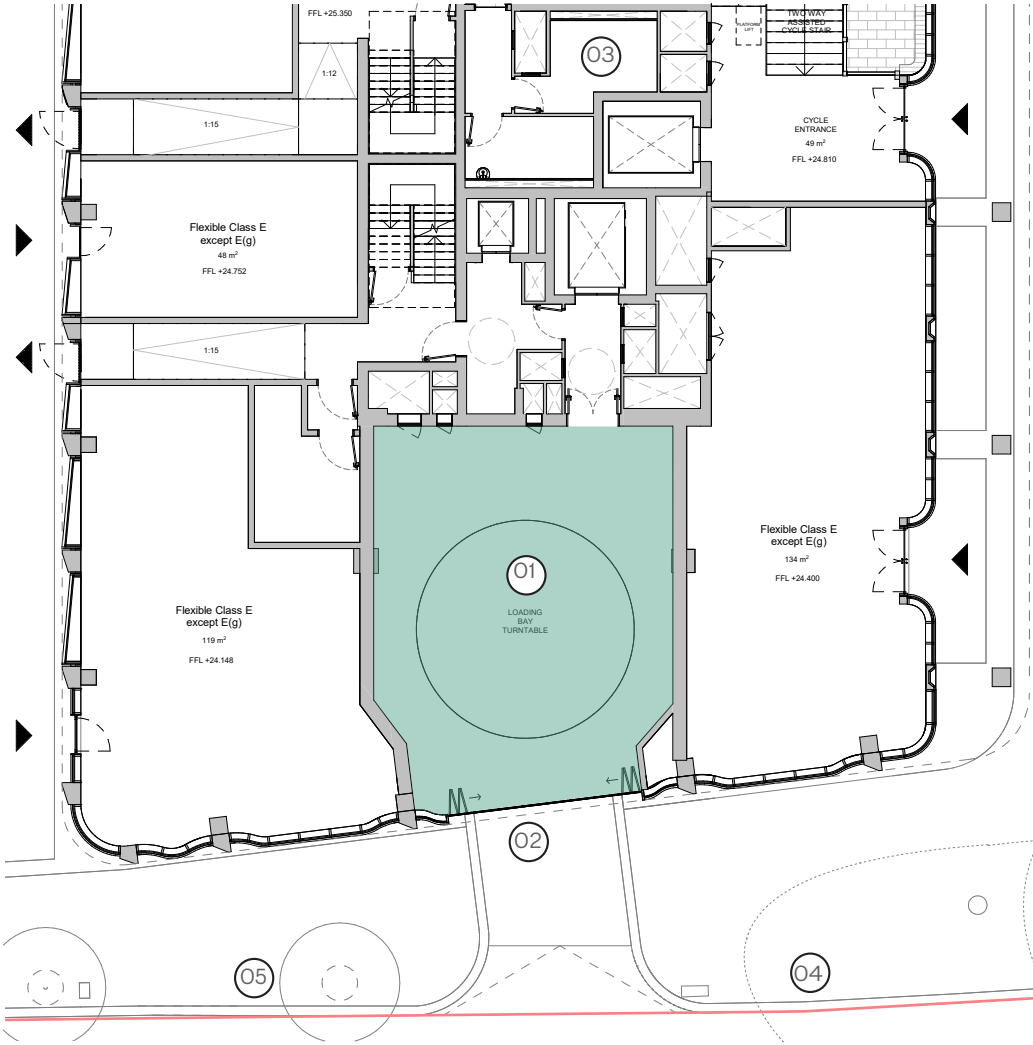 FFL +25.350
1:12
03
PLATFORM
LIFT
TWO WAY
ASSISTED
CYCLE STAIR
1:15
CYCLE
ENTRANCE
49 m²
FFL +24.810
Flexible Class E
except E(g)
48 m²
FFL +24.752
1:15
01
LOADING
BAY
TURNTABLE
Flexible Class E
except E(g)
134 m²
FFL +24.400
Flexible Class E
except E(g)
119 m²
FFL +24.148
02
05
04